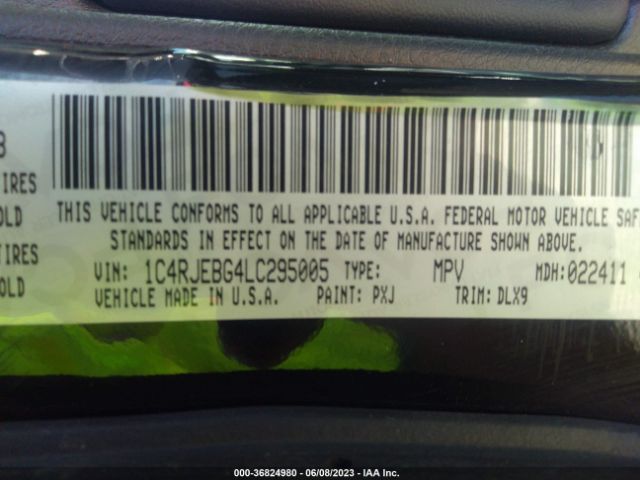 3
IRES
OLD
IRES
OLD
THIS VEHICLE CONFORMS TO ALL APPLICABLE U.S.A. FEDERAL MOTOR VEHICLE SAF
STANDARDS IN EFFECT ON THE DATE OF MANUFACTURE SHOWN ABOVE.
VIN: 1C4RJEBG4LC295005 TYPE: MPV MDH:022411
VEHICLE MADE IN U.S.A. PAINT: PXJ TRIM: DLX9
000-36824980 - 06/08/2023 - IAA Inc.